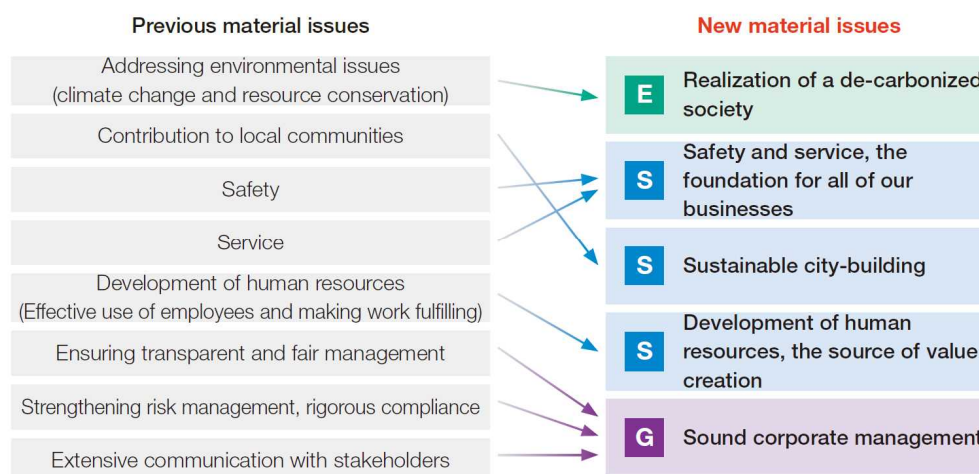 Previous material issues
Addressing environmental issues
(climate change and resource conservation)
Contribution to local communities
Safety
Service
Development of human resources
(Effective use of employees and making work fulfilling)
Ensuring transparent and fair management
Strengthening risk management, rigorous compliance
Extensive communication with stakeholders
New material issues
E
Realization of a de-carbonized
society
S
Safety and service, the
foundation for all of our
businesses
S
Sustainable city-building
S
Development of human
resources, the source of value
creation
G
Sound corporate management